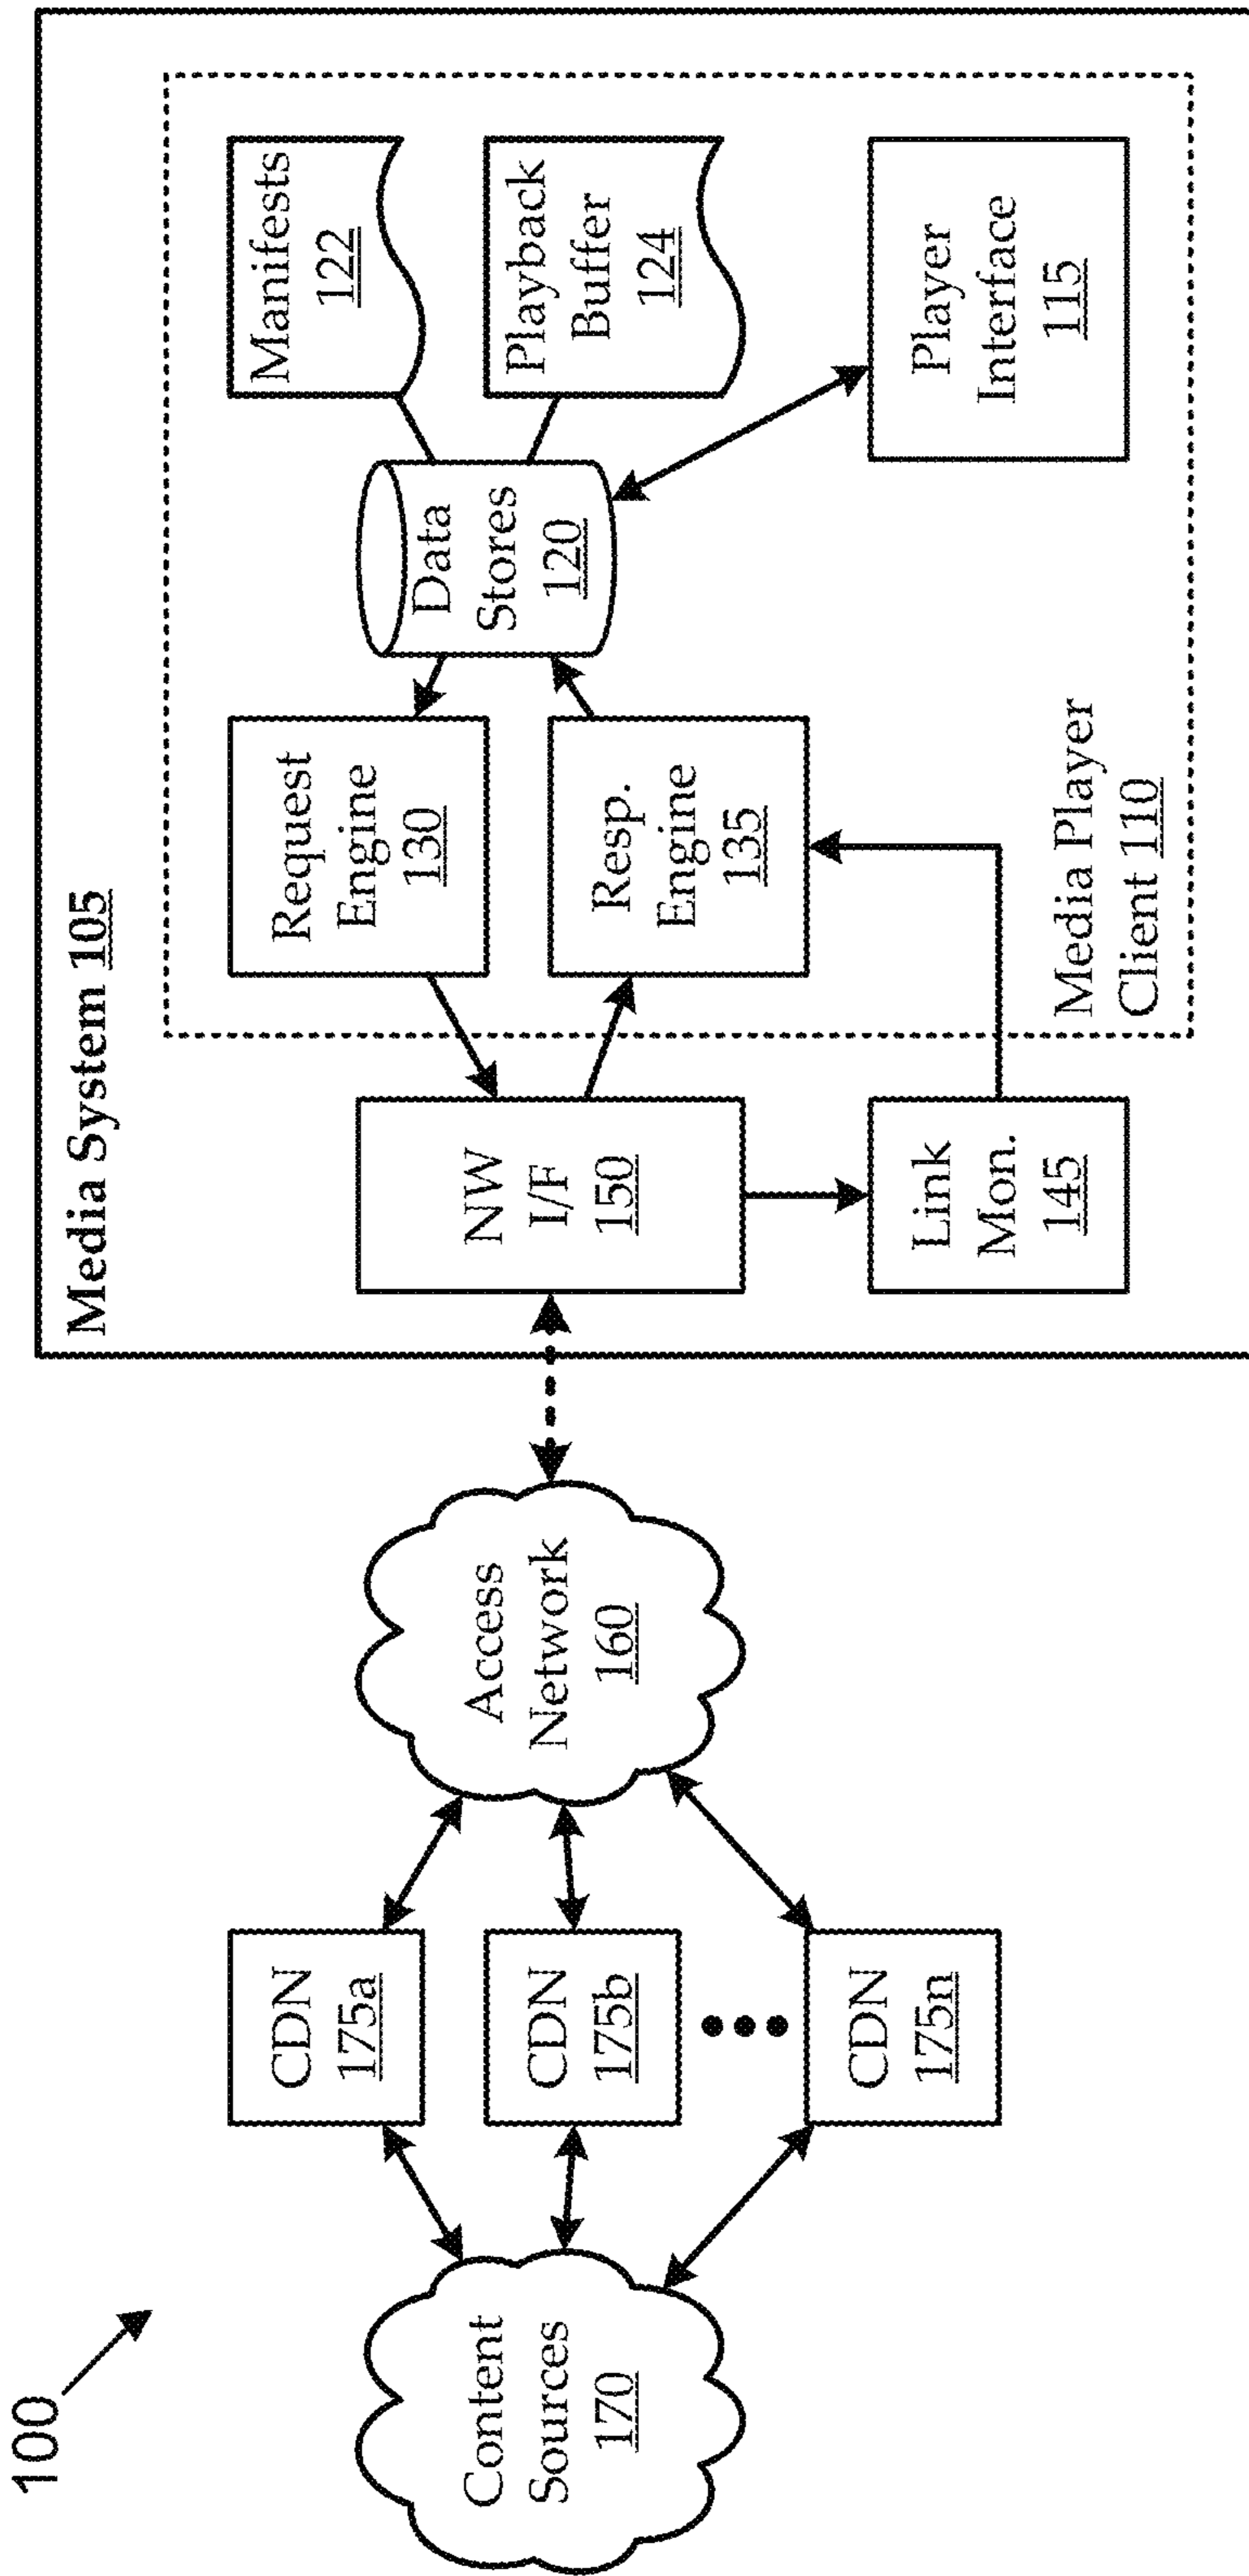 100
Media System 105
Content
Sources
170
CDN
175a
CDN
175b
CDN
175n
Access
Network
160
NW
I/F
150
Link
Mon.
145
Request
Engine
130
Resp.
Engine
135
Data
Stores
120
Manifests
122
Playback
Buffer
124
Player
Interface
115
Media Player
Client 110